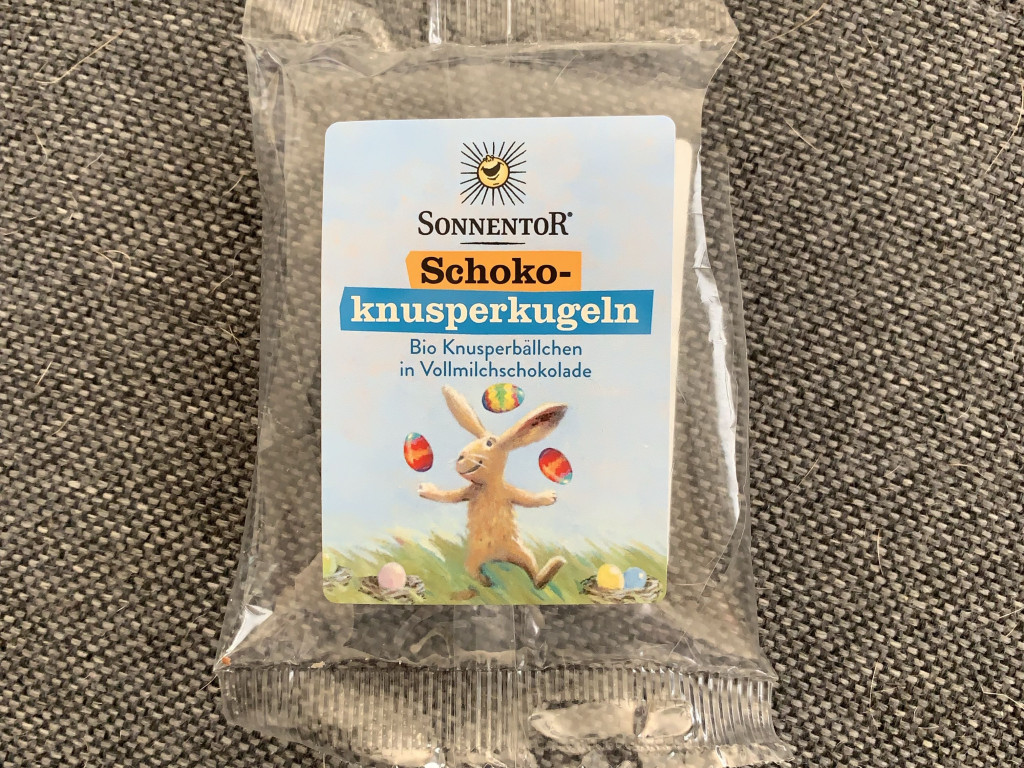 SONNENTOR®
Schoko-
knusperkugeln
Bio Knusperbällchen
in Vollmilchschokolade